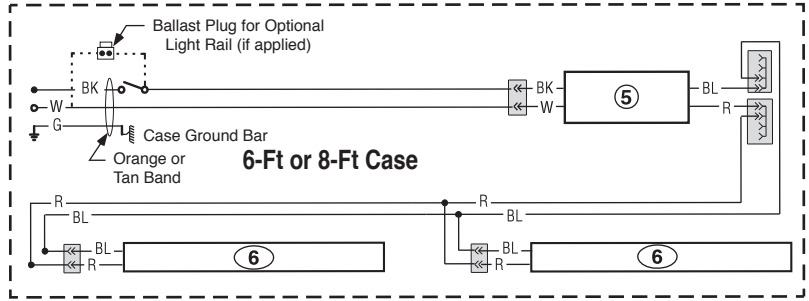 Ballast Plug for Optional
Light Rail (if applied)
BK
BK
5
BL
W
W
R
G
Case Ground Bar
Orange or
Tan Band
6-Ft or 8-Ft Case
R
R
BL
BL
BL
6
BL
6
R
R